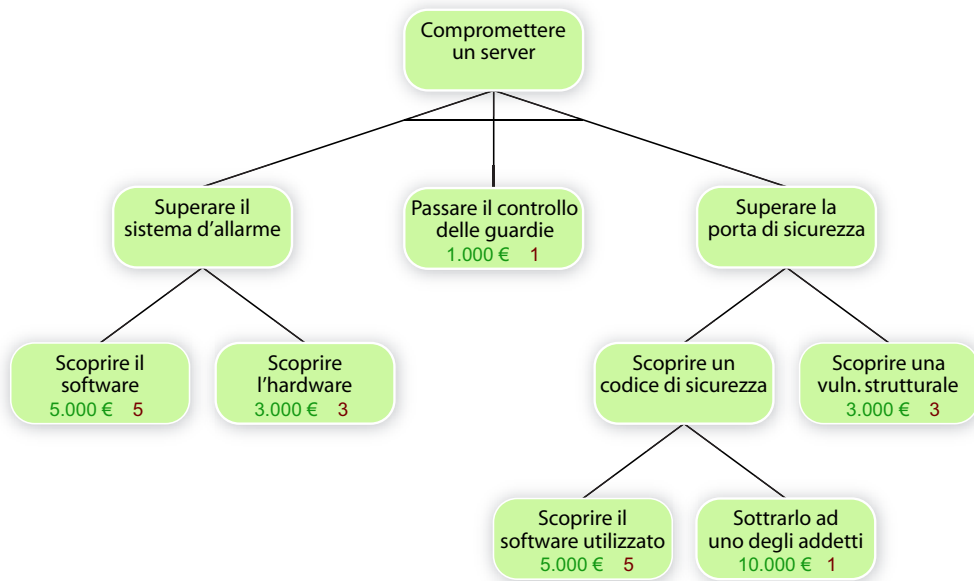 Compromettere
un server
Superare il
sistema d'allarme
Passare il controllo
delle guardie
1.000 € 1
Superare la
porta di sicurezza
Scoprire il
software
5.000 € 5
Scoprire
l'hardware
3.000 € 3
Scoprire un
codice di sicurezza
Scoprire una
vuln. strutturale
3.000 € 3
Scoprire il
software utilizzato
5.000 € 5
Sottrarlo ad
uno degli addetti
10.000 € 1